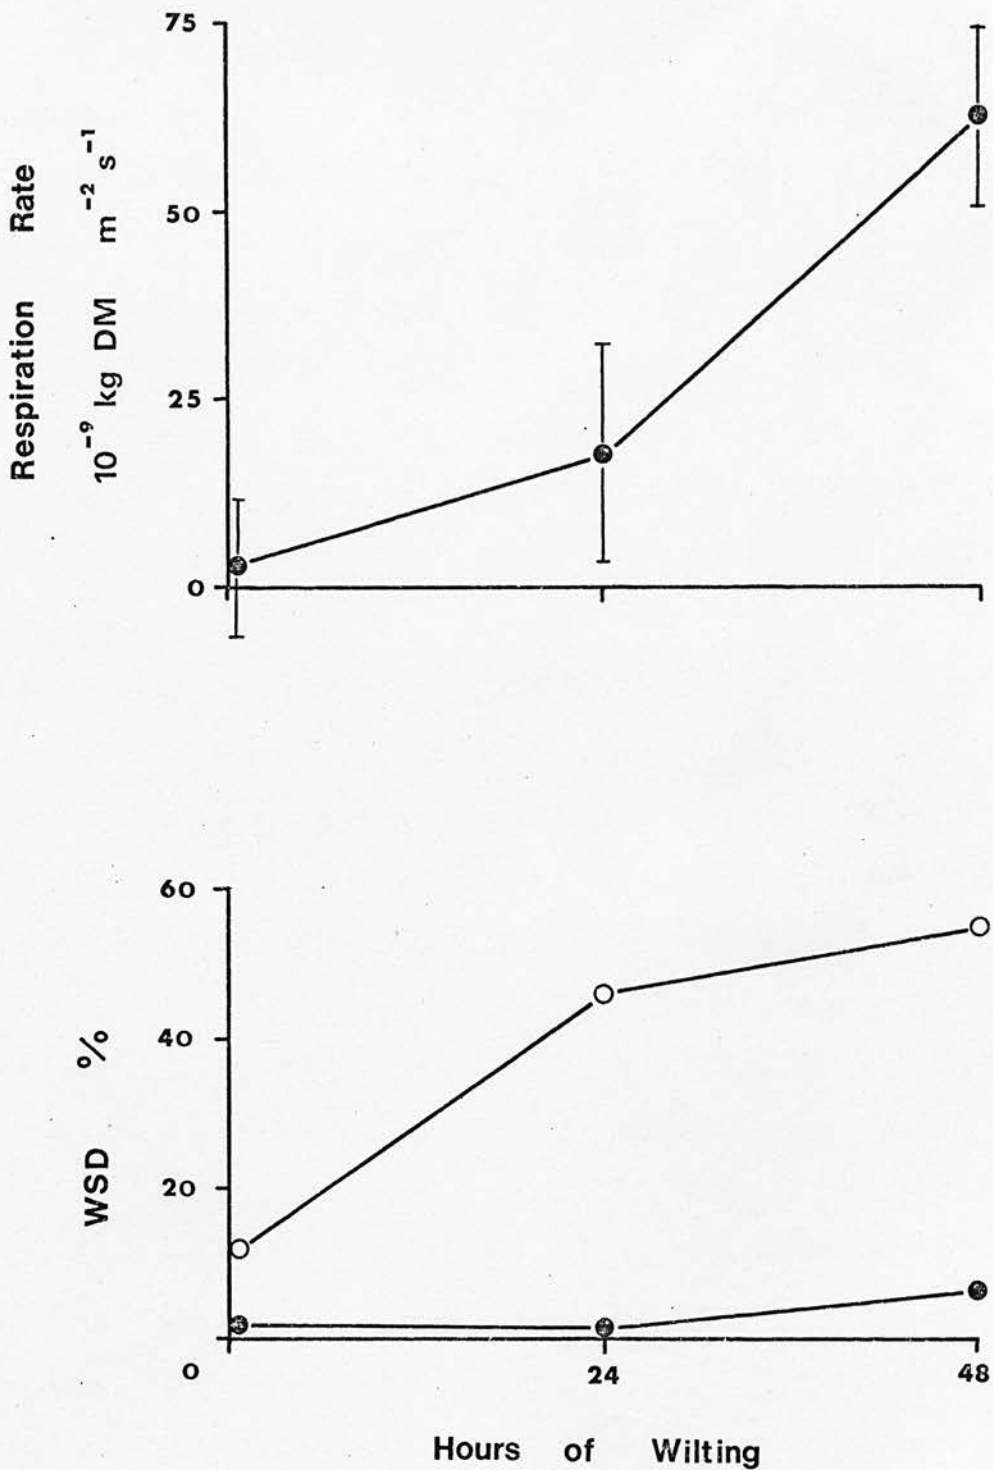 75
50
25
0
Respiration Rate
10⁻⁹ kg DM m⁻² s⁻¹
60
40
20
0
WSD %
24
48
Hours of Wilting